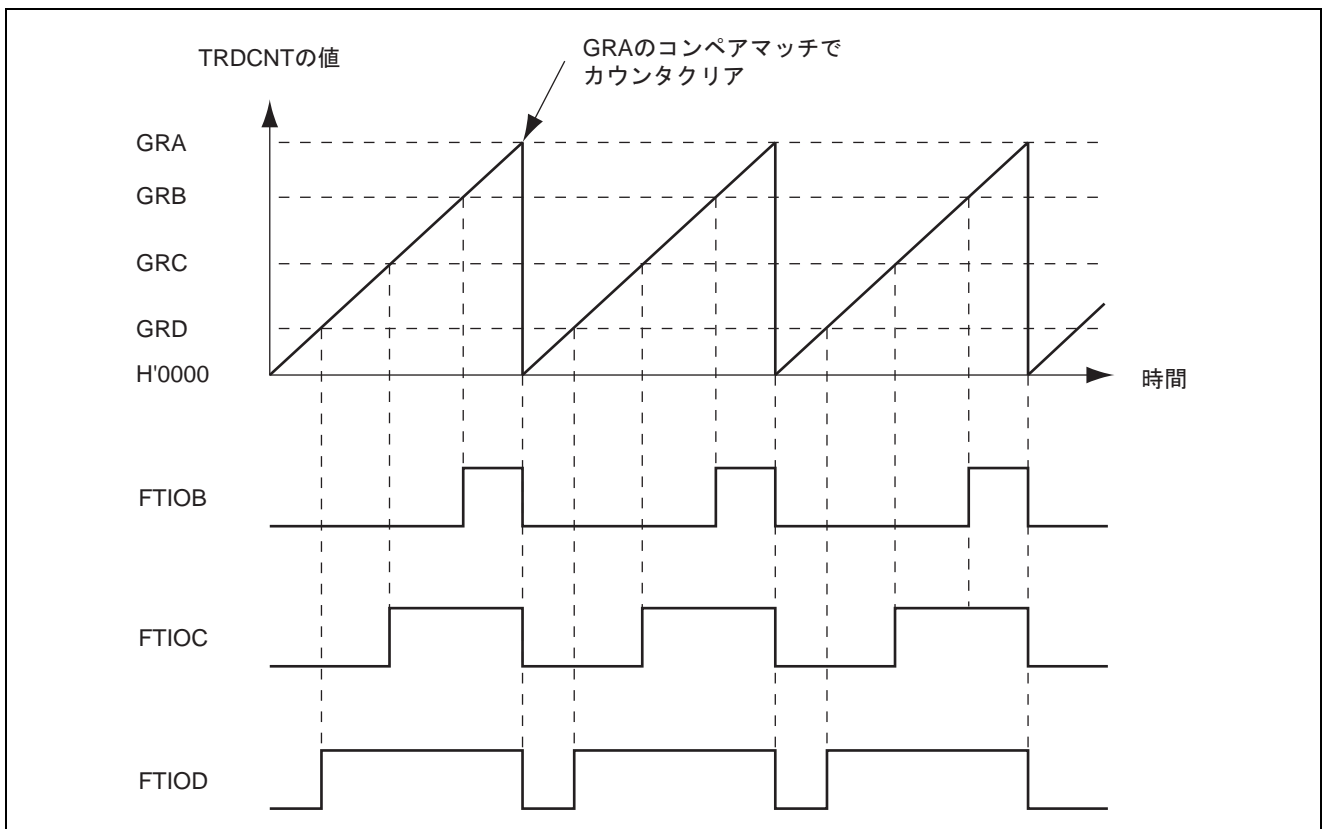 TRDCNTの値
GRAのコンペアマッチで
カウンタクリア
GRA
GRB
GRC
GRD
H'0000
時間
FTIOB
FTIOC
FTIOD